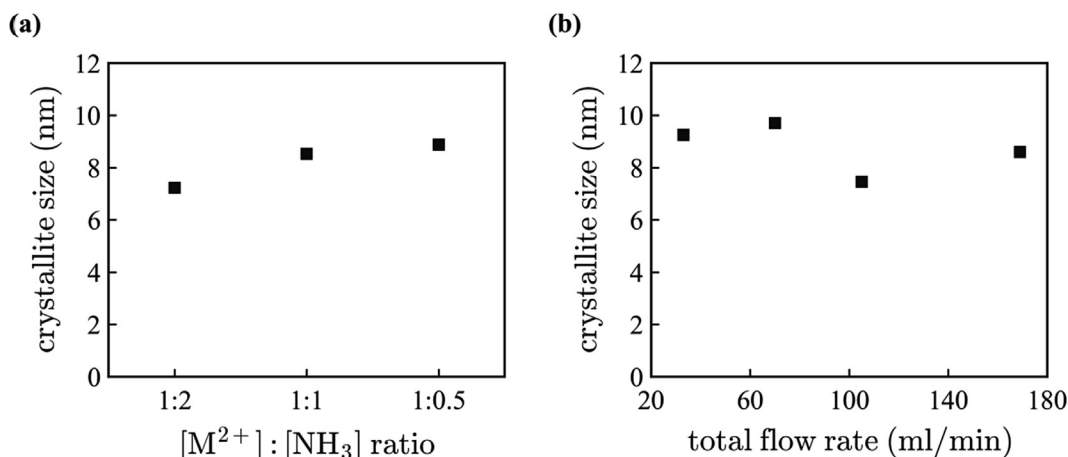 (a)
12
10
8
6
4
2
0
crystallite size (nm)
1:2 1:1 1:0.5
[M²⁺]:[NH₃] ratio
(b)
12
10
8
6
4
2
0
crystallite size (nm)
20 60 100 140 180
total flow rate (ml/min)